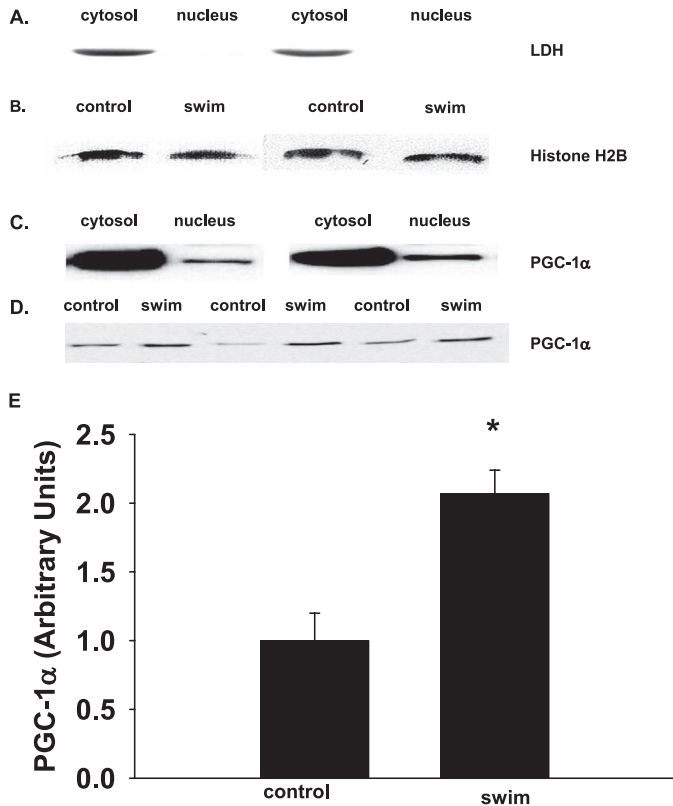 A. cytosol nucleus cytosol nucleus
LDH
B. control swim control swim
Histone H2B
C. cytosol nucleus cytosol nucleus
PGC-1α
D. control swim control swim control swim
PGC-1α
E
PGC-1α (Arbitrary Units)
2.5
2.0
1.5
1.0
0.5
0.0
*
control swim